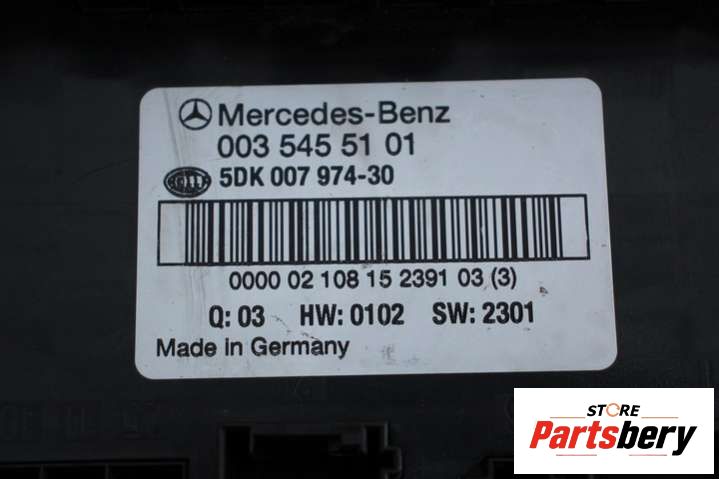 Mercedes-Benz
003 545 51 01
5DK 007 974-30
0000 02 108 15 2391 03 (3)
Q: 03 HW: 0102 SW: 2301
Made in Germany
STORE
Partsbery